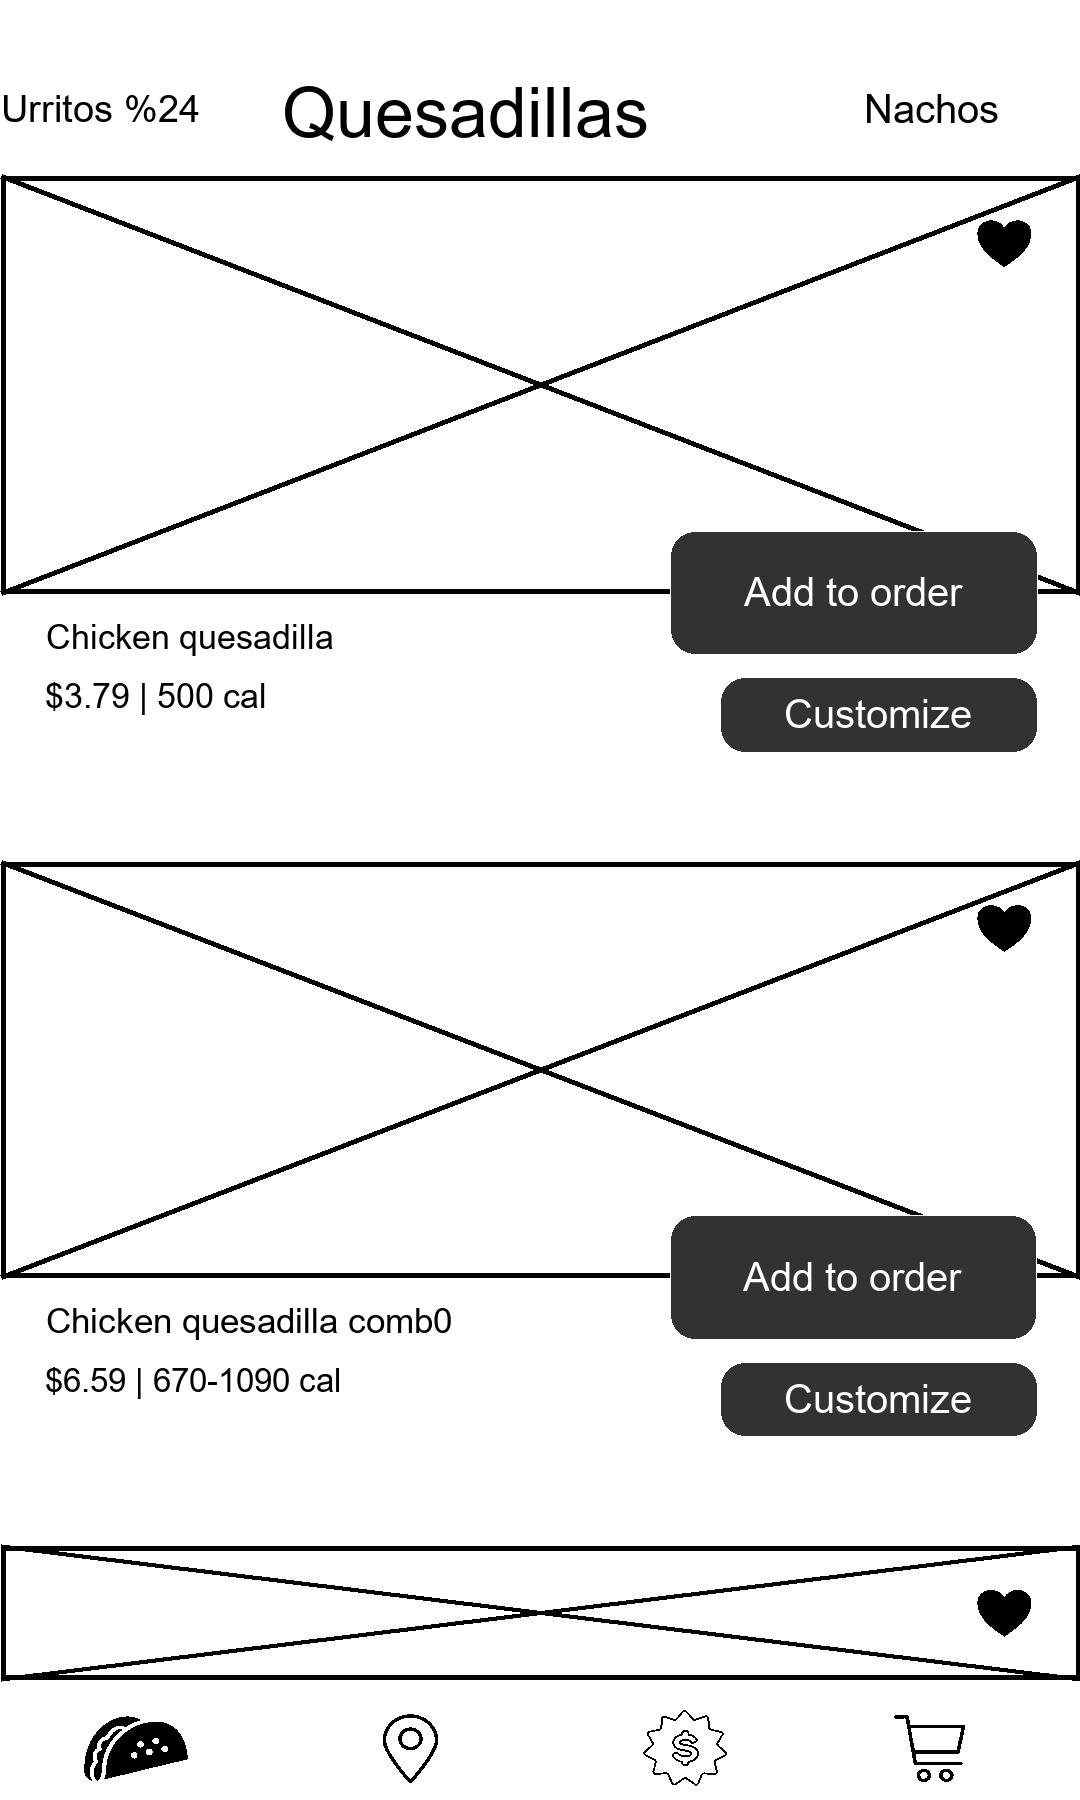 Urritos %24 Quesadillas Nachos
Add to order
Chicken quesadilla
$3.79 | 500 cal
Customize
Add to order
Chicken quesadilla comb0
$6.59 | 670-1090 cal
Customize
$